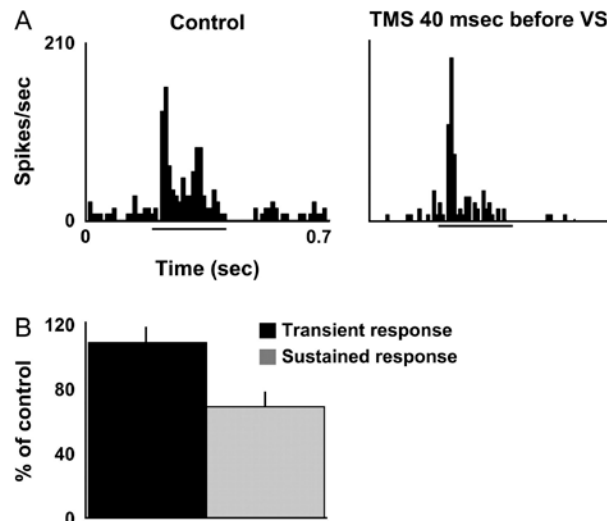 A
Control
TMS 40 msec before VS
210
Spikes/sec
0
0
0.7
Time (sec)
B
120
80
40
0
% of control
Transient response
Sustained response